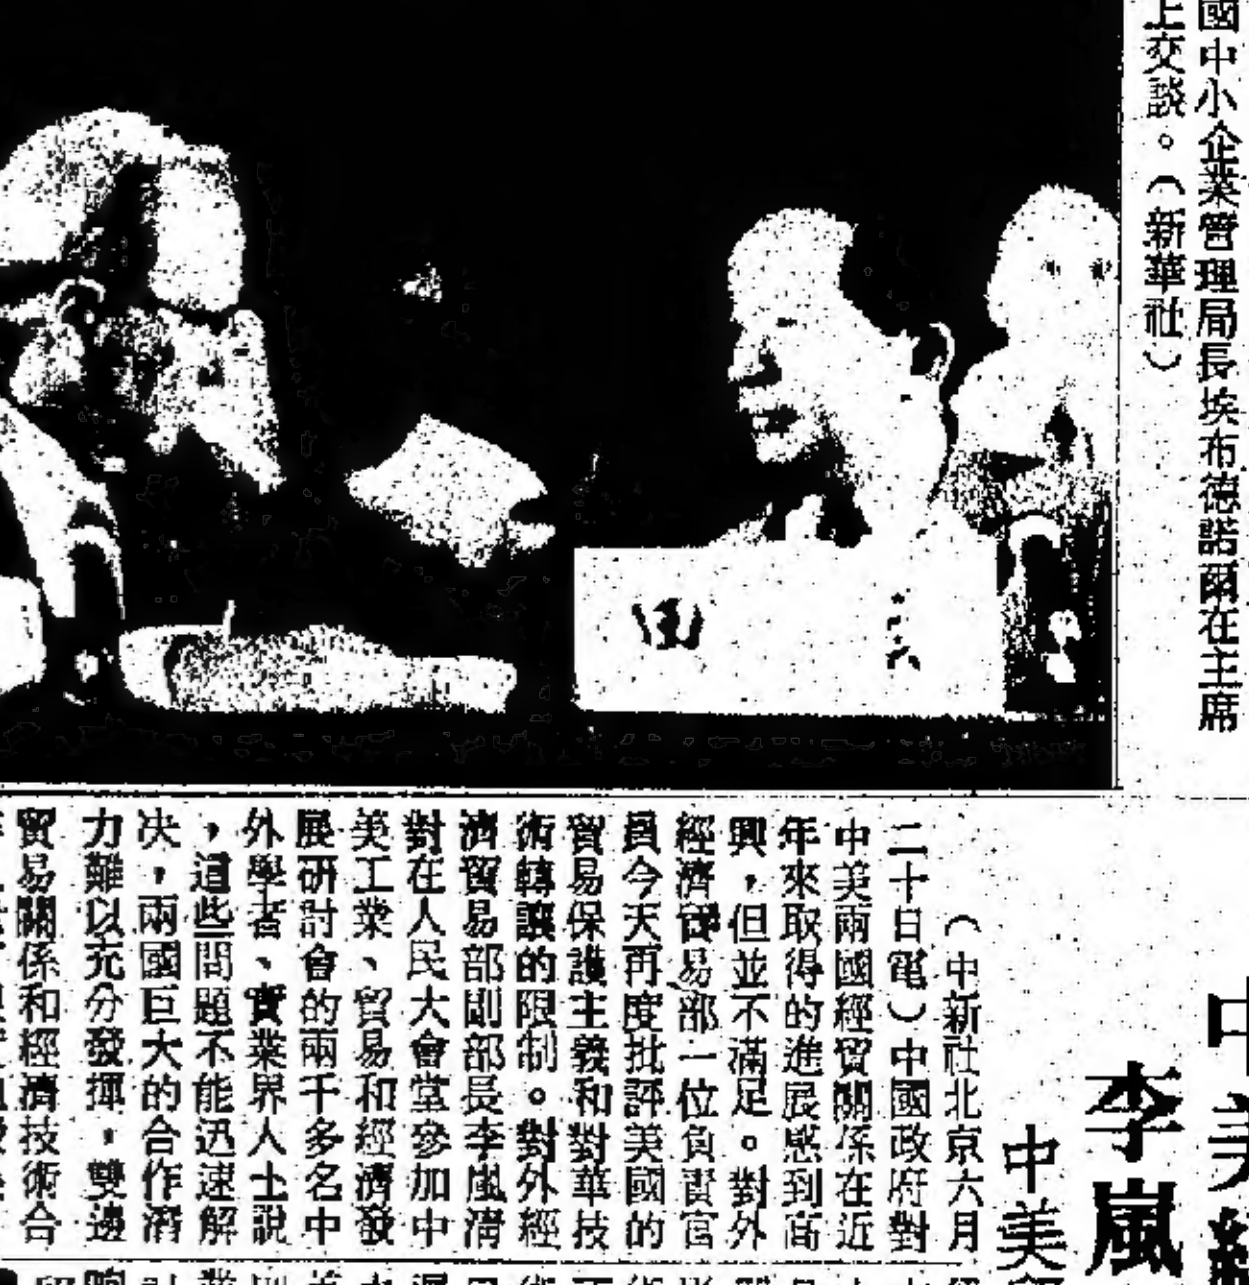 國中小企業管理局長埃布德諾爾在主席
上交談。（新華社）
田
中美
李嵐
中美
（中新社北京六月
二十日電）中國政府對
中美兩國經貿關係在近
年來取得的進展感到高
興，但並不滿足。對外
經濟貿易部一位負責官
員今天再度批評美國的
貿易保護主義和對華技
術轉讓的限制。對外經
濟貿易部副部長李嵐清
對在人民大會堂參加中
美工業、貿易和經濟發
展研討會的兩千多名中
外學者、實業界人士說
，這些問題不能迅速解
决，兩國巨大的合作潛
力難以充分發揮，雙邊
貿易關係和經濟技術合